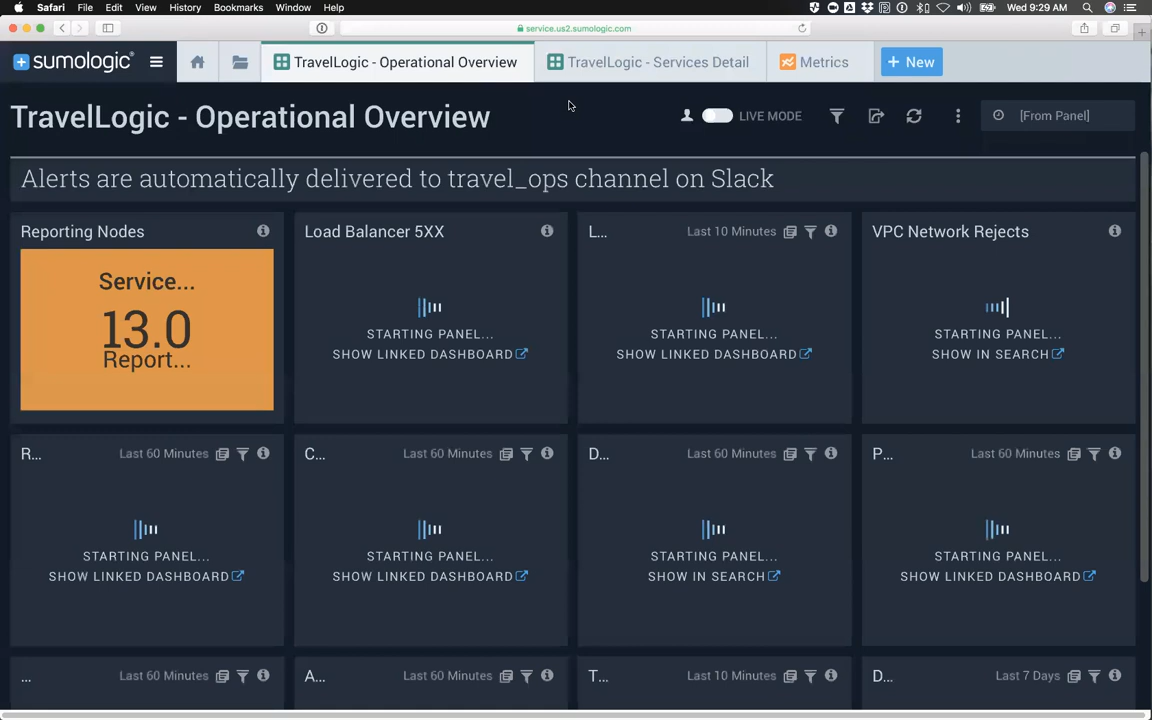 Safari File Edit View History Bookmarks Window Help Wed 9:29 AM
service.us2.sumologic.com
sumologic TravelLogic - Operational Overview TravelLogic - Services Detail Metrics + New
TravelLogic - Operational Overview LIVE MODE [From Panel]
Alerts are automatically delivered to travel_ops channel on Slack
Reporting Nodes Load Balancer 5XX L... Last 10 Minutes VPC Network Rejects
Service...
13.0
Report...
STARTING PANEL... STARTING PANEL... STARTING PANEL...
SHOW LINKED DASHBOARD SHOW LINKED DASHBOARD SHOW IN SEARCH
R... Last 60 Minutes C... Last 60 Minutes D... Last 60 Minutes P... Last 60 Minutes
STARTING PANEL... STARTING PANEL... STARTING PANEL... STARTING PANEL...
SHOW LINKED DASHBOARD SHOW LINKED DASHBOARD SHOW IN SEARCH SHOW LINKED DASHBOARD
... Last 60 Minutes A... Last 60 Minutes T... Last 10 Minutes D... Last 7 Days